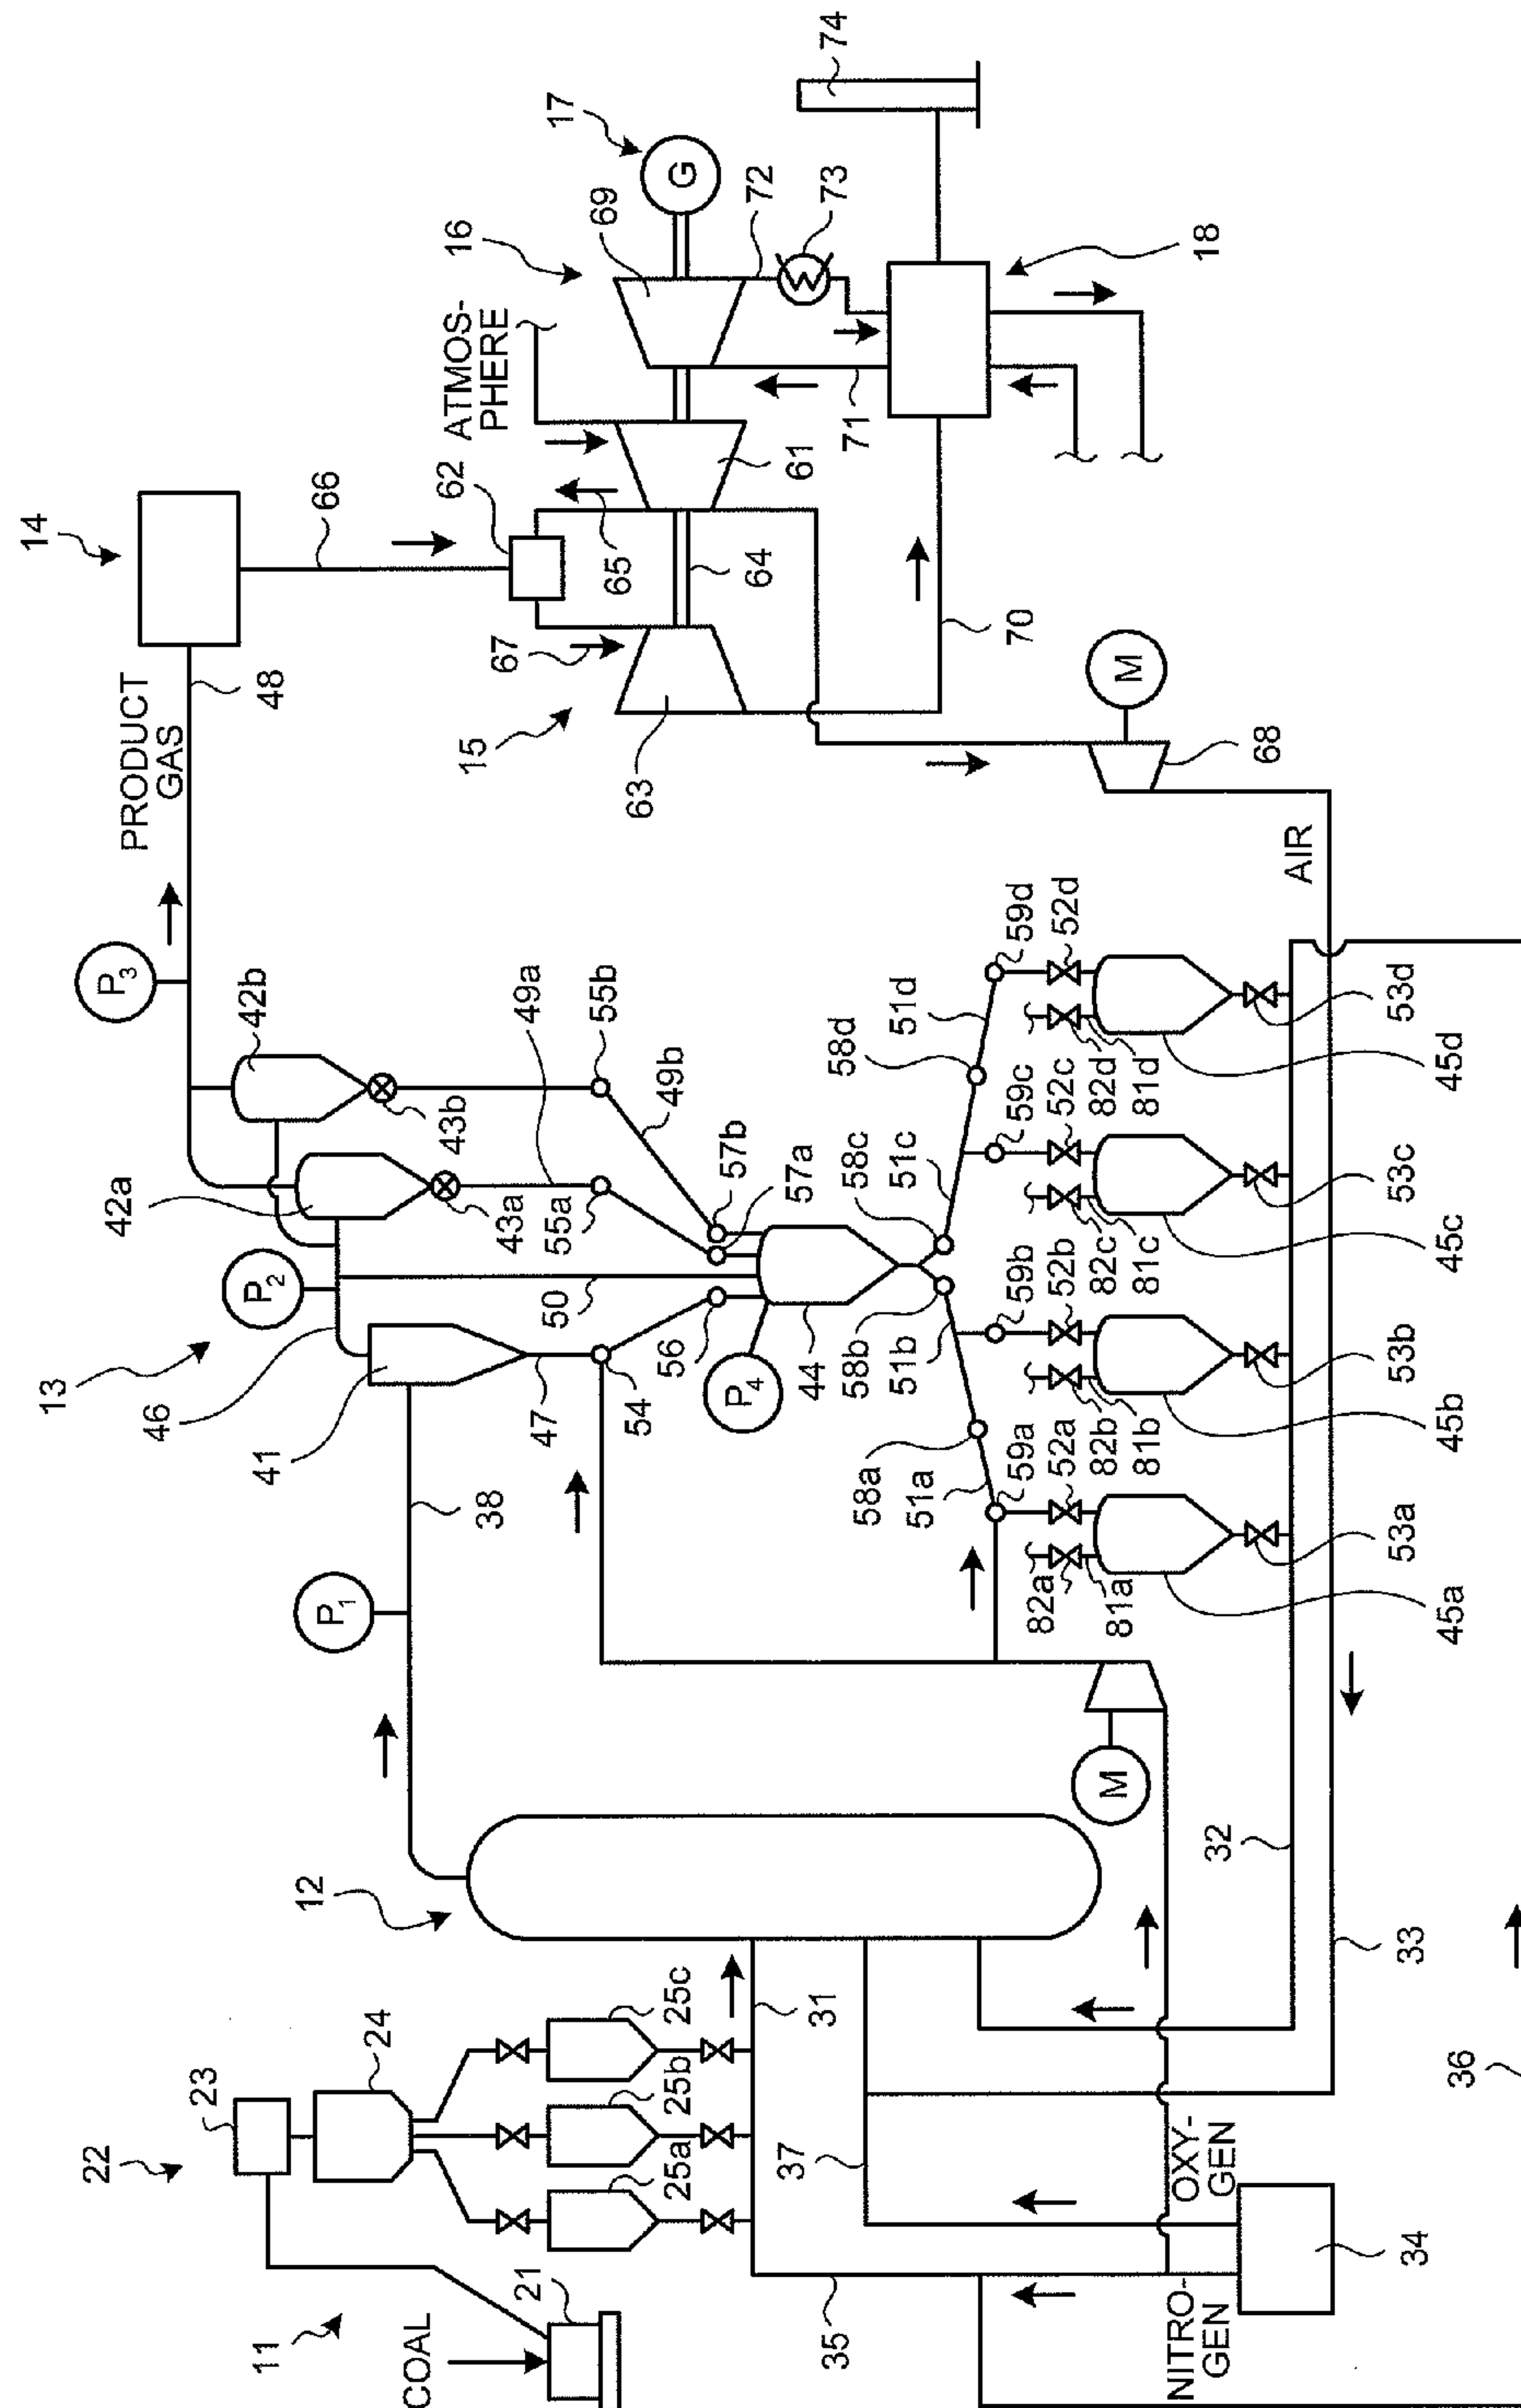 11
COAL
21
22
23
24
25a
25b
25c
31
35
37
NITRO-
GEN
OXY-
GEN
34
36
33
32
12
M
38
P1
13
46
41
47
54
P2
50
56
P4
44
42a
43a
49a
55a
57a
42b
43b
49b
55b
57b
P3
PRODUCT
GAS
48
14
66
58a
51a
59a
52a
82a
81a
45a
53a
58b
51b
59b
52b
82b
81b
45b
53b
58c
51c
59c
52c
82c
81c
45c
53c
58d
51d
59d
52d
82d
81d
45d
53d
AIR
68
M
15
63
67
62
65
64
61
70
ATMOS-
PHERE
16
69
17
G
71
72
73
W
18
74